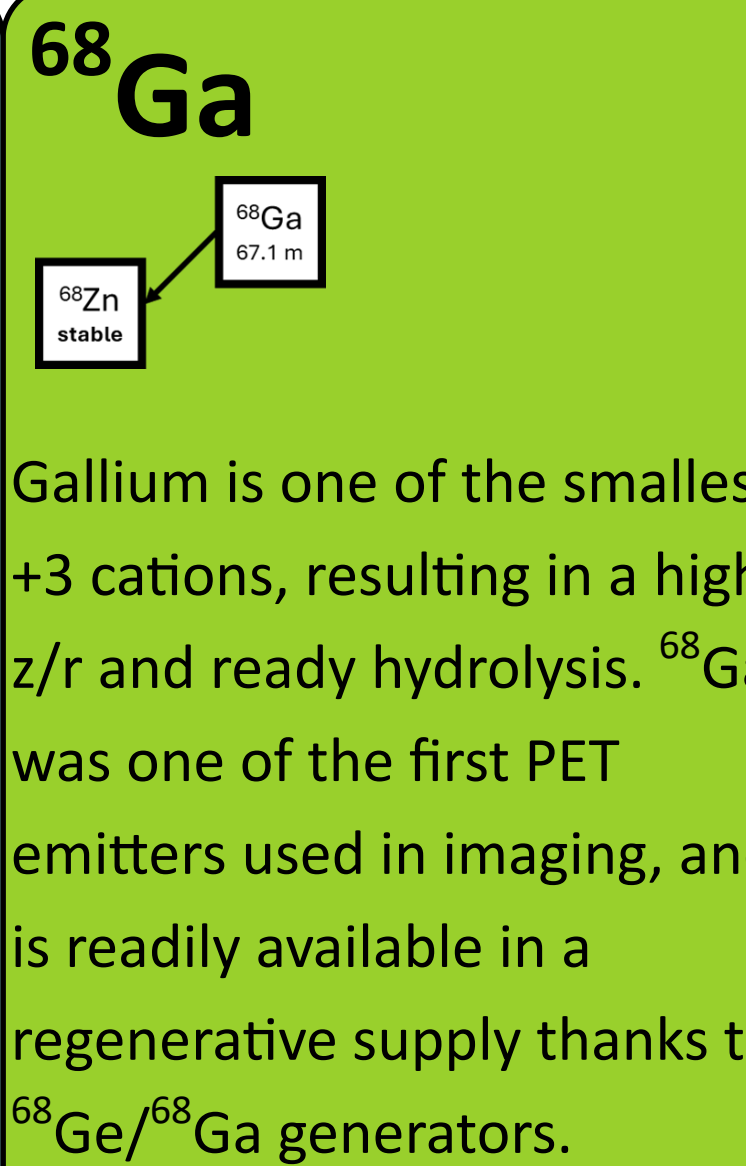 ⁶⁸Ga
⁶⁸Ga
67.1 m
⁶⁸Zn
stable
Gallium is one of the smalles
+3 cations, resulting in a high
z/r and ready hydrolysis. ⁶⁸Ga
was one of the first PET
emitters used in imaging, an
is readily available in a
regenerative supply thanks t
⁶⁸Ge/⁶⁸Ga generators.